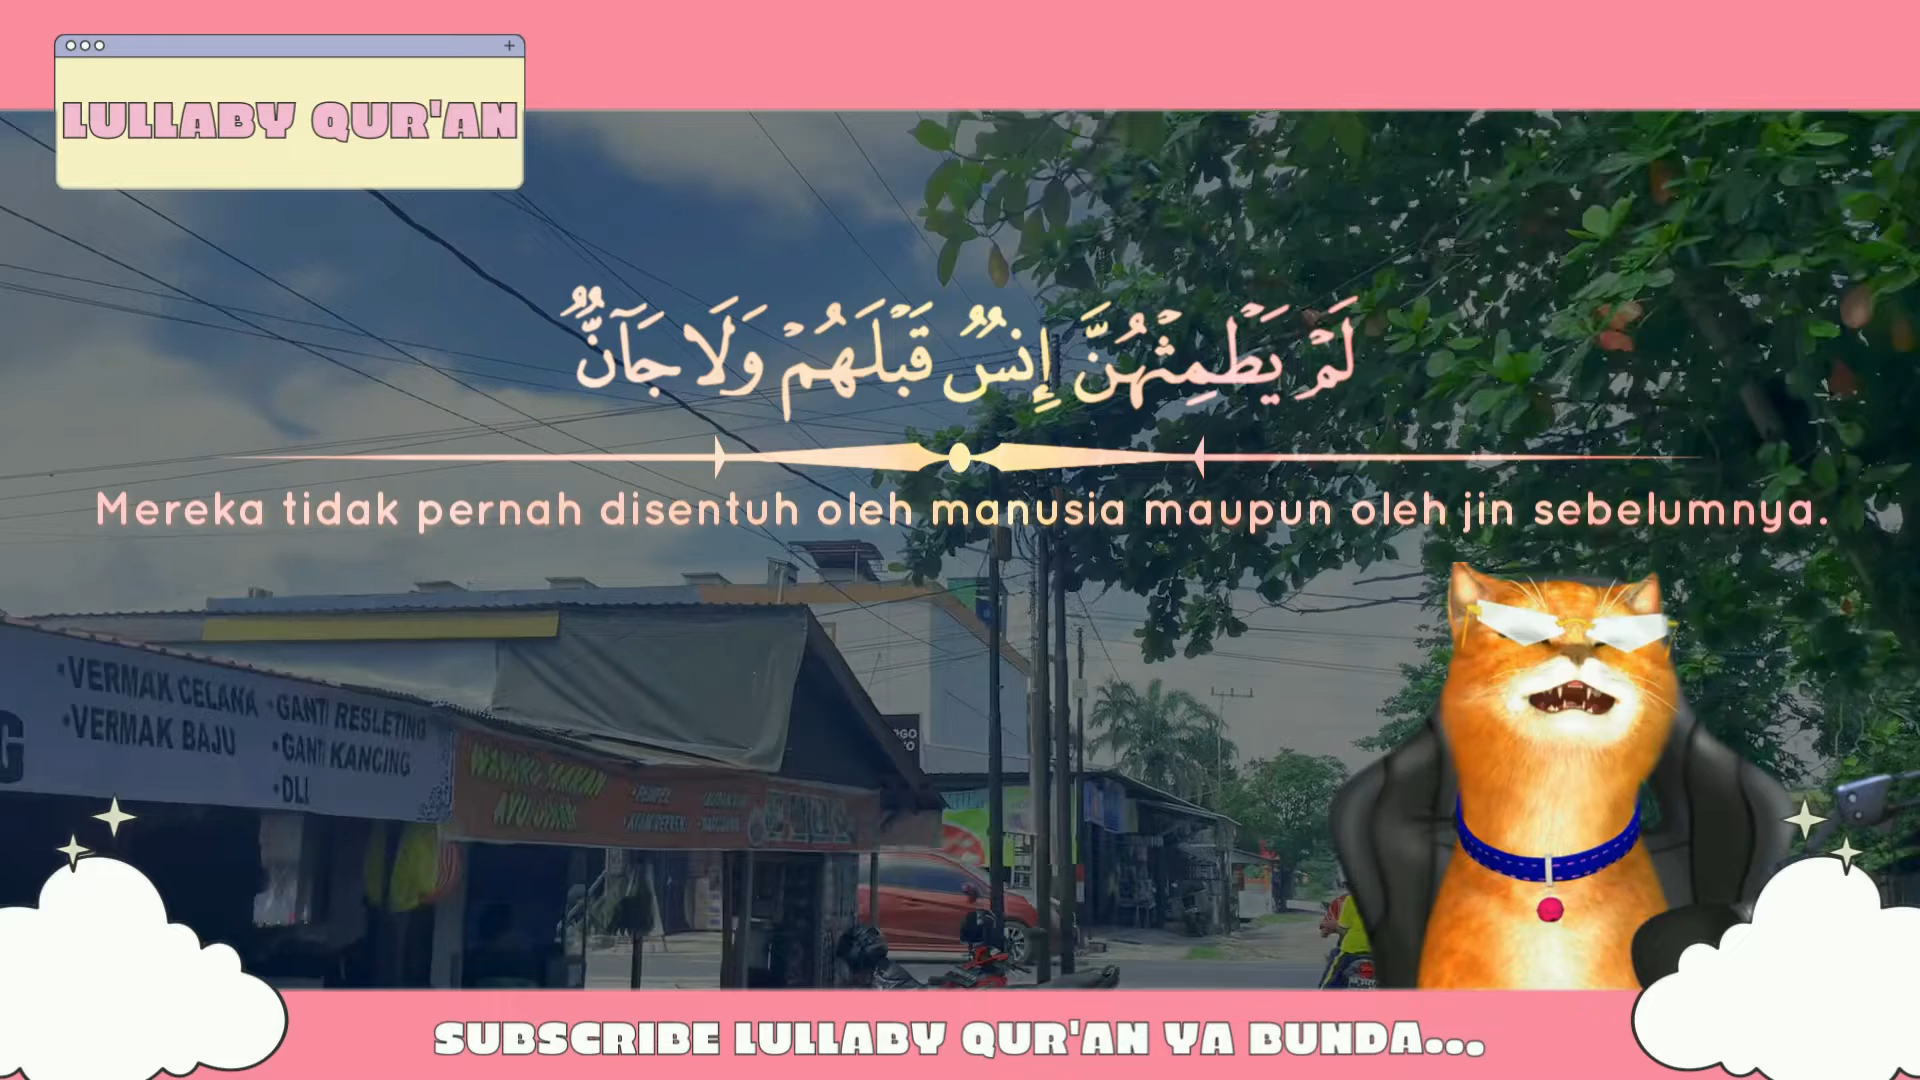 LULLABY QUR'AN
لَمْ يَطْمِثْهُنَّ إِنسٌ قَبْلَهُمْ وَلَا جَآنٌّ
Mereka tidak pernah disentuh oleh manusia maupun oleh jin sebelumnya.
•VERMAK CELANA
•VERMAK BAJU
•GANTI RESLETING
•GANTI KANCING
•DLL
SUBSCRIBE LULLABY QUR'AN YA BUNDA...